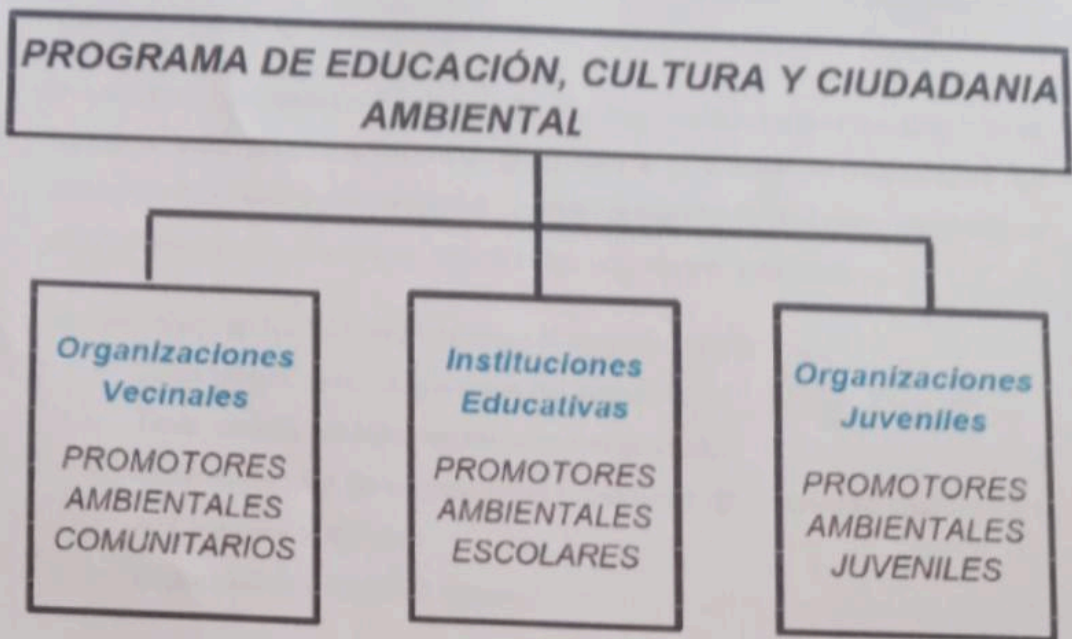 PROGRAMA DE EDUCACIÓN, CULTURA Y CIUDADANIA
AMBIENTAL
Organizaciones
Vecinales
PROMOTORES
AMBIENTALES
COMUNITARIOS
Instituciones
Educativas
PROMOTORES
AMBIENTALES
ESCOLARES
Organizaciones
Juveniles
PROMOTORES
AMBIENTALES
JUVENILES